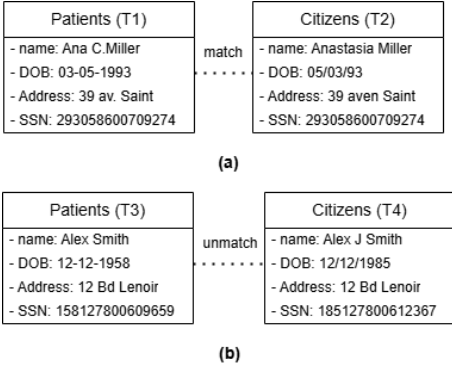 Patients (T1)
- name: Ana C.Miller
- DOB: 03-05-1993
- Address: 39 av. Saint
- SSN: 293058600709274
match
Citizens (T2)
- name: Anastasia Miller
- DOB: 05/03/93
- Address: 39 aven Saint
- SSN: 293058600709274
(a)
Patients (T3)
- name: Alex Smith
- DOB: 12-12-1958
- Address: 12 Bd Lenoir
- SSN: 158127800609659
unmatch
Citizens (T4)
- name: Alex J Smith
- DOB: 12/12/1985
- Address: 12 Bd Lenoir
- SSN: 185127800612367
(b)